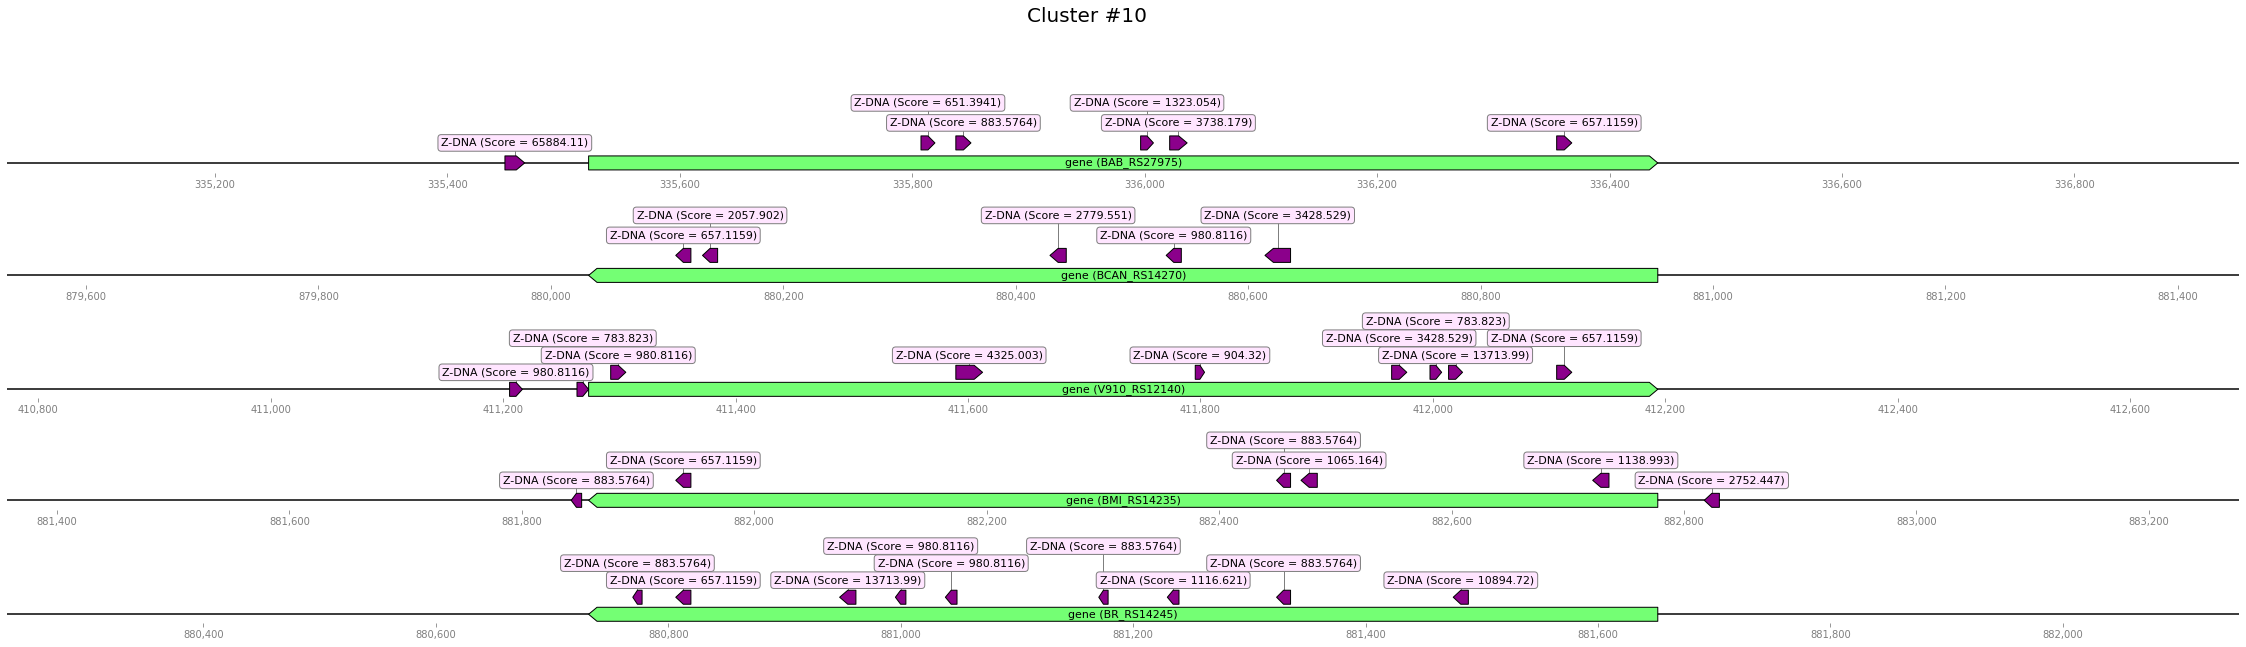 Cluster #10
Z-DNA (Score = 651.3941)
Z-DNA (Score = 1323.054)
Z-DNA (Score = 883.5764)
Z-DNA (Score = 3738.179)
Z-DNA (Score = 657.1159)
Z-DNA (Score = 65884.11)
gene (BAB_RS27975)
335,200
335,400
335,600
335,800
336,000
336,200
336,400
336,600
336,800
Z-DNA (Score = 2057.902)
Z-DNA (Score = 2779.551)
Z-DNA (Score = 3428.529)
Z-DNA (Score = 657.1159)
Z-DNA (Score = 980.8116)
gene (BCAN_RS14270)
879,600
879,800
880,000
880,200
880,400
880,600
880,800
881,000
881,200
881,400
Z-DNA (Score = 783.823)
Z-DNA (Score = 783.823)
Z-DNA (Score = 3428.529)
Z-DNA (Score = 657.1159)
Z-DNA (Score = 980.8116)
Z-DNA (Score = 4325.003)
Z-DNA (Score = 904.32)
Z-DNA (Score = 13713.99)
Z-DNA (Score = 980.8116)
gene (V910_RS12140)
410,800
411,000
411,200
411,400
411,600
411,800
412,000
412,200
412,400
412,600
Z-DNA (Score = 883.5764)
Z-DNA (Score = 657.1159)
Z-DNA (Score = 1065.164)
Z-DNA (Score = 1138.993)
Z-DNA (Score = 883.5764)
Z-DNA (Score = 2752.447)
gene (BMI_RS14235)
881,400
881,600
881,800
882,000
882,200
882,400
882,600
882,800
883,000
883,200
Z-DNA (Score = 980.8116)
Z-DNA (Score = 883.5764)
Z-DNA (Score = 883.5764)
Z-DNA (Score = 980.8116)
Z-DNA (Score = 883.5764)
Z-DNA (Score = 657.1159)
Z-DNA (Score = 13713.99)
Z-DNA (Score = 1116.621)
Z-DNA (Score = 10894.72)
gene (BR_RS14245)
880,400
880,600
880,800
881,000
881,200
881,400
881,600
881,800
882,000